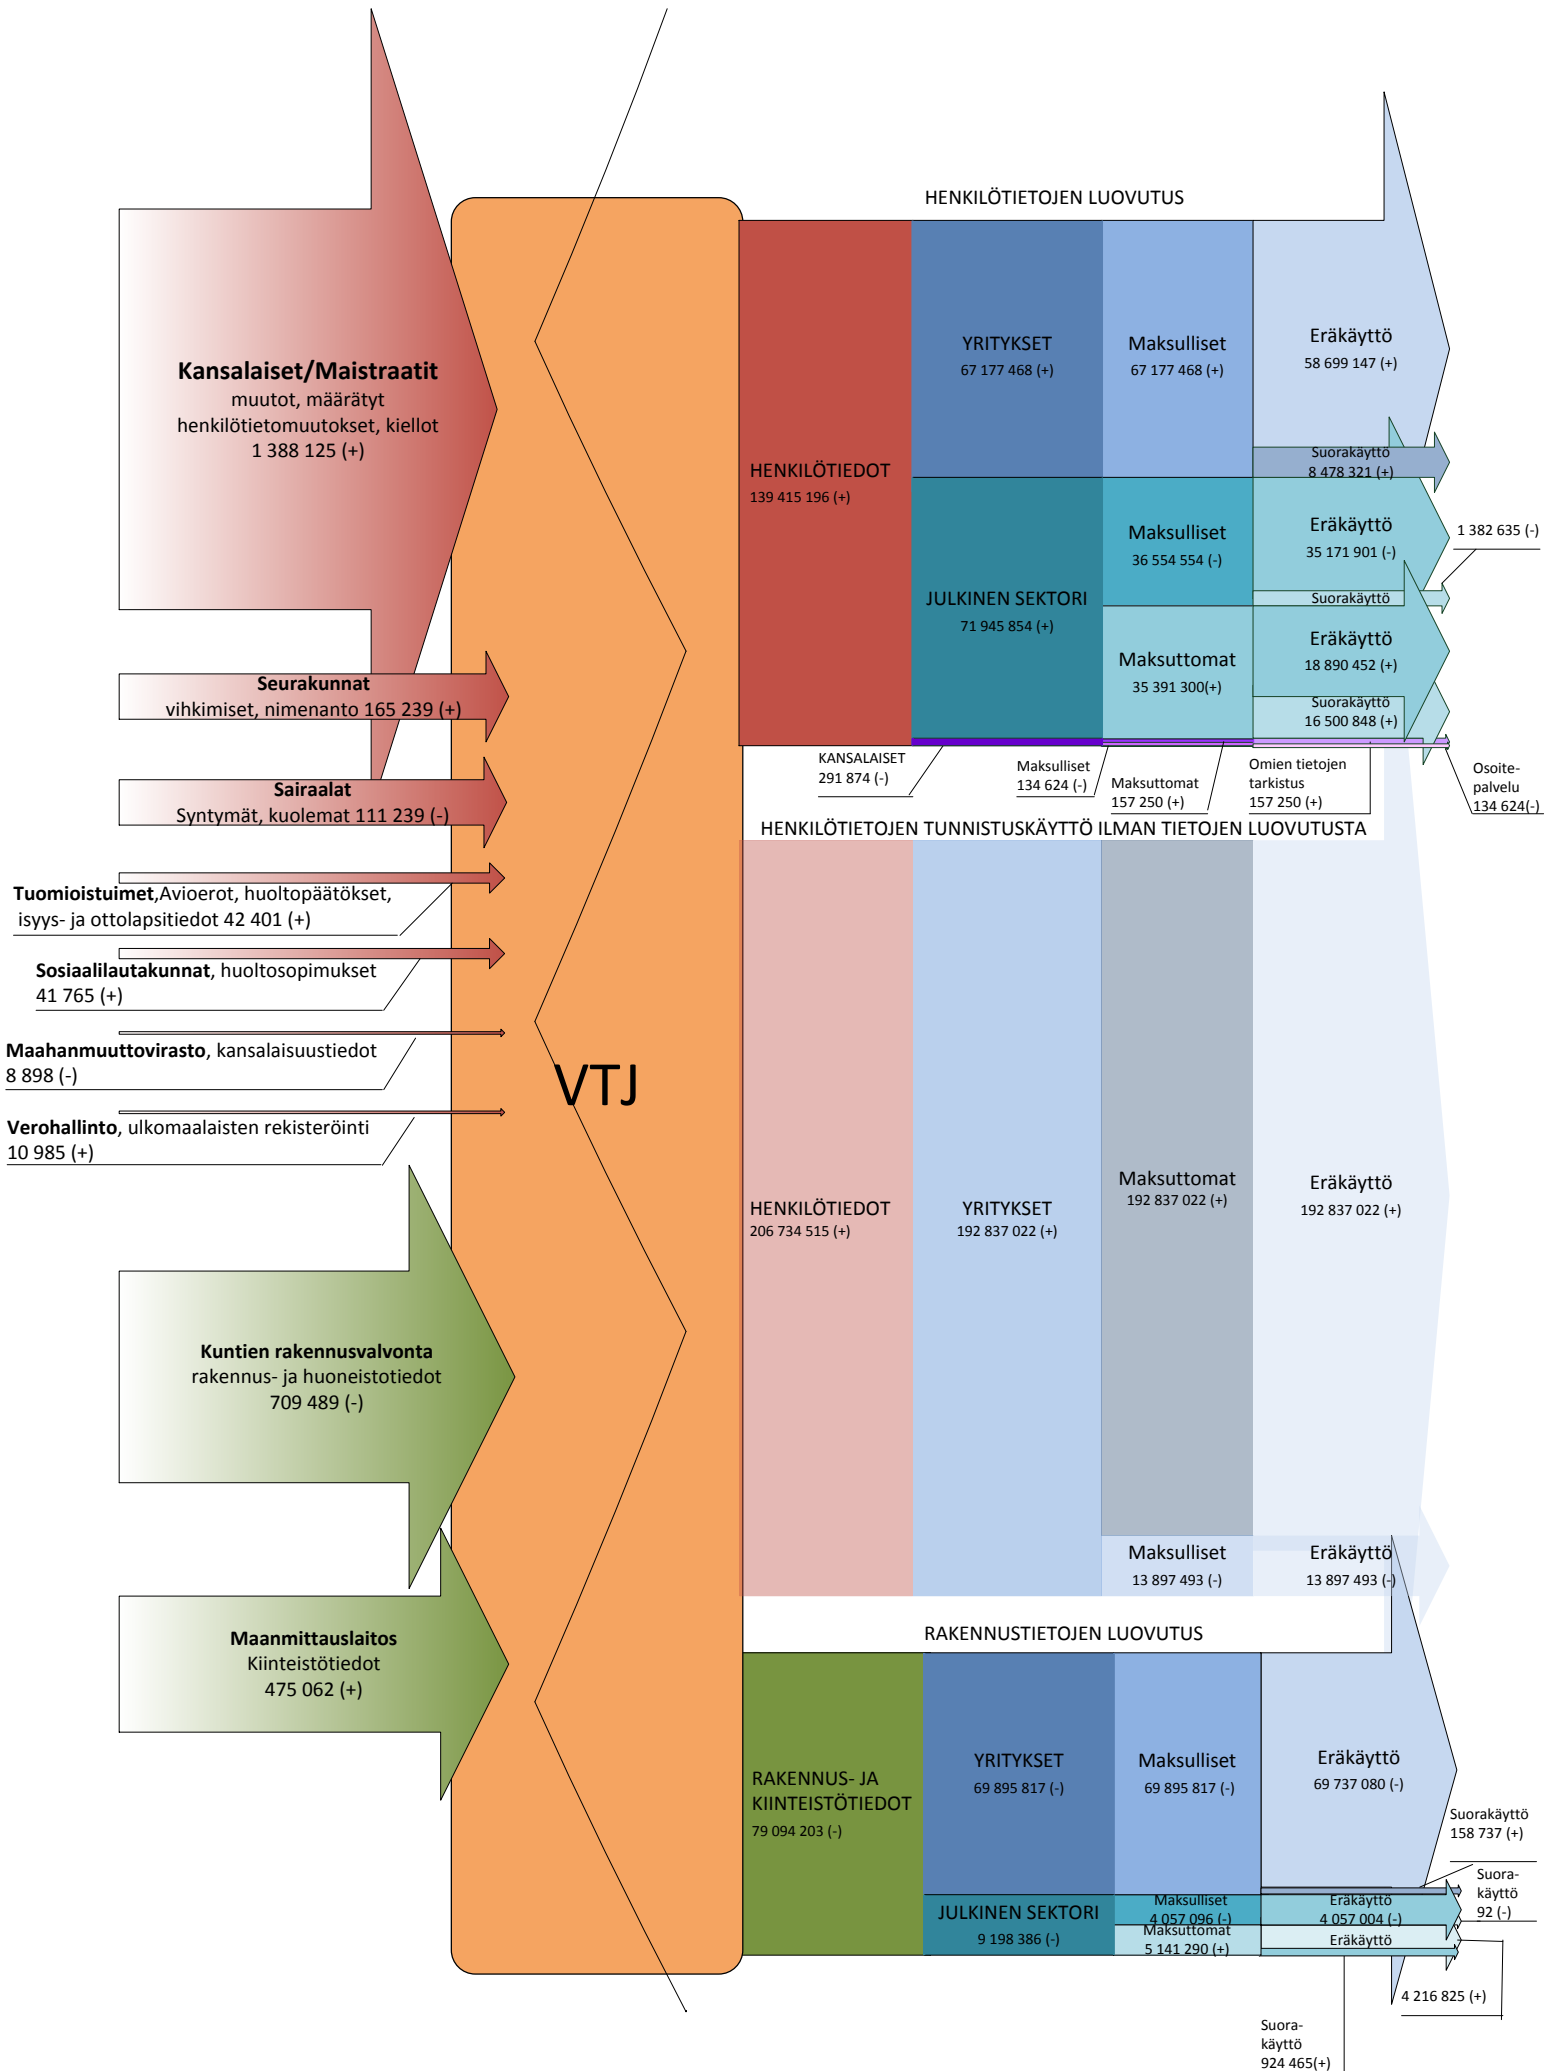 Kansalaiset/Maistraatit
muutot, määrätyt
henkilötietomuutokset, kiellot
1 388 125 (+)
Seurakunnat
vihkimiset, nimenanto 165 239 (+)
Sairaalat
Syntymät, kuolemat 111 239 (-)
Tuomioistuimet,Avioerot, huoltopäätökset,
isyys- ja ottolapsitiedot 42 401 (+)
Sosiaalilautakunnat, huoltosopimukset
41 765 (+)
Maahanmuuttovirasto, kansalaisuustiedot
8 898 (-)
Verohallinto, ulkomaalaisten rekisteröinti
10 985 (+)
Kuntien rakennusvalvonta
rakennus- ja huoneistotiedot
709 489 (-)
Maanmittauslaitos
Kiinteistötiedot
475 062 (+)
VTJ
HENKILÖTIETOJEN LUOVUTUS
HENKILÖTIEDOT
139 415 196 (+)
YRITYKSET
67 177 468 (+)
Maksulliset
67 177 468 (+)
Eräkäyttö
58 699 147 (+)
Suorakäyttö
8 478 321 (+)
JULKINEN SEKTORI
71 945 854 (+)
Maksulliset
36 554 554 (-)
Eräkäyttö
35 171 901 (-)
1 382 635 (-)
Suorakäyttö
Maksuttomat
35 391 300(+)
Eräkäyttö
18 890 452 (+)
Suorakäyttö
16 500 848 (+)
KANSALAISET
291 874 (-)
Maksulliset
134 624 (-)
Maksuttomat
157 250 (+)
Omien tietojen
tarkistus
157 250 (+)
Osoite-
palvelu
134 624(-)
HENKILÖTIETOJEN TUNNISTUSKÄYTTÖ ILMAN TIETOJEN LUOVUTUSTA
HENKILÖTIEDOT
206 734 515 (+)
YRITYKSET
192 837 022 (+)
Maksuttomat
192 837 022 (+)
Eräkäyttö
192 837 022 (+)
Maksulliset
13 897 493 (-)
Eräkäyttö
13 897 493 (-)
RAKENNUSTIETOJEN LUOVUTUS
RAKENNUS- JA
KIINTEISTÖTIEDOT
79 094 203 (-)
YRITYKSET
69 895 817 (-)
Maksulliset
69 895 817 (-)
Eräkäyttö
69 737 080 (-)
Suorakäyttö
158 737 (+)
JULKINEN SEKTORI
9 198 386 (-)
Maksulliset
4 057 096 (-)
Eräkäyttö
4 057 004 (-)
Suora-
käyttö
92 (-)
Maksuttomat
5 141 290 (+)
Eräkäyttö
4 216 825 (+)
Suora-
käyttö
924 465(+)